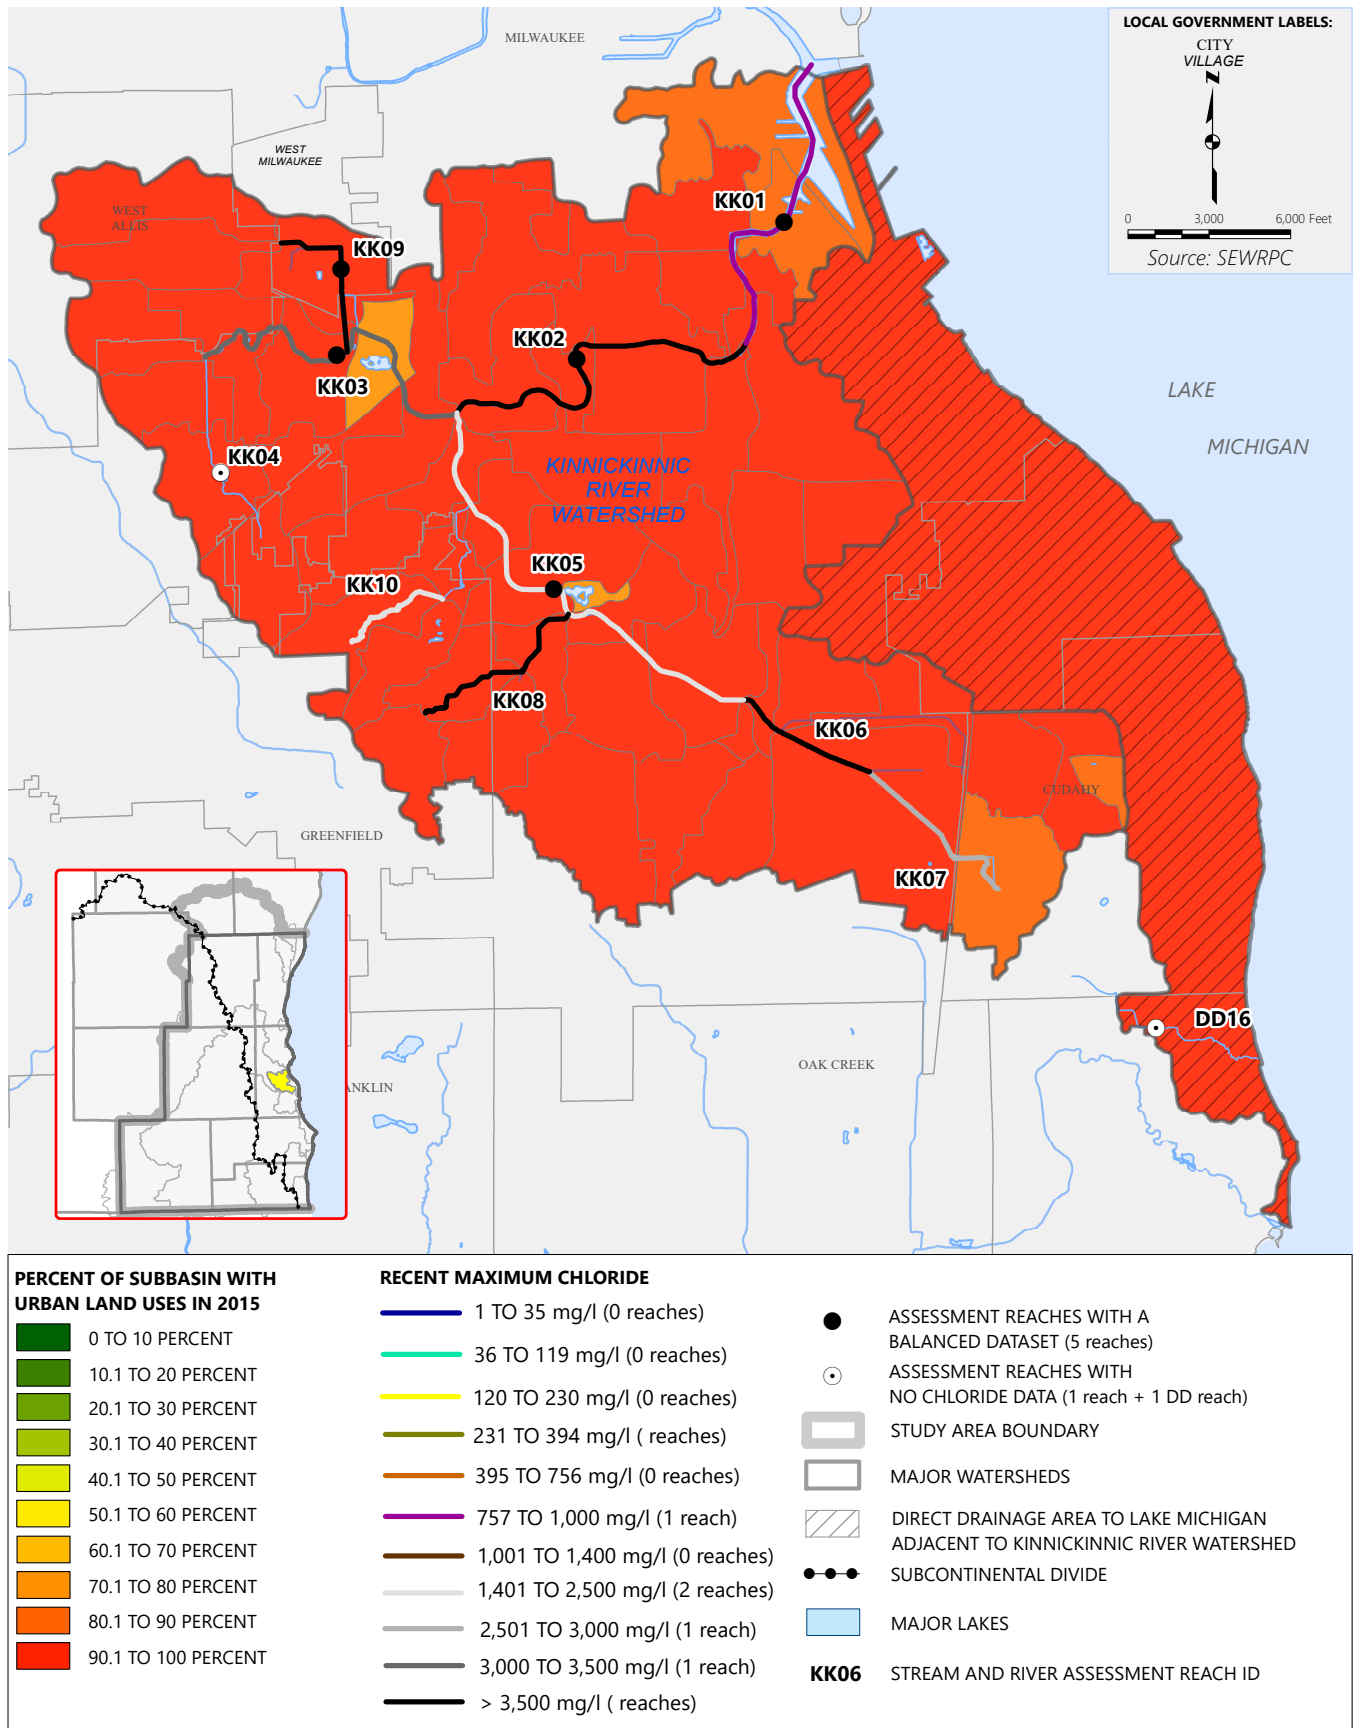 LOCAL GOVERNMENT LABELS:
CITY
VILLAGE
N
0 3,000 6,000 Feet
Source: SEWRPC
MILWAUKEE
WEST
MILWAUKEE
WEST
ALLIS
KK01
KK09
KK02
KK03
LAKE
MICHIGAN
KK04
KINNICKINNIC
RIVER
WATERSHED
KK05
KK10
KK08
KK06
CUDAHY
GREENFIELD
KK07
DD16
OAK CREEK
ANKLIN
PERCENT OF SUBBASIN WITH
URBAN LAND USES IN 2015
0 TO 10 PERCENT
10.1 TO 20 PERCENT
20.1 TO 30 PERCENT
30.1 TO 40 PERCENT
40.1 TO 50 PERCENT
50.1 TO 60 PERCENT
60.1 TO 70 PERCENT
70.1 TO 80 PERCENT
80.1 TO 90 PERCENT
90.1 TO 100 PERCENT
RECENT MAXIMUM CHLORIDE
1 TO 35 mg/l (0 reaches)
36 TO 119 mg/l (0 reaches)
120 TO 230 mg/l (0 reaches)
231 TO 394 mg/l ( reaches)
395 TO 756 mg/l (0 reaches)
757 TO 1,000 mg/l (1 reach)
1,001 TO 1,400 mg/l (0 reaches)
1,401 TO 2,500 mg/l (2 reaches)
2,501 TO 3,000 mg/l (1 reach)
3,000 TO 3,500 mg/l (1 reach)
> 3,500 mg/l ( reaches)
ASSESSMENT REACHES WITH A
BALANCED DATASET (5 reaches)
ASSESSMENT REACHES WITH
NO CHLORIDE DATA (1 reach + 1 DD reach)
STUDY AREA BOUNDARY
MAJOR WATERSHEDS
DIRECT DRAINAGE AREA TO LAKE MICHIGAN
ADJACENT TO KINNICKINNIC RIVER WATERSHED
SUBCONTINENTAL DIVIDE
MAJOR LAKES
KK06 STREAM AND RIVER ASSESSMENT REACH ID